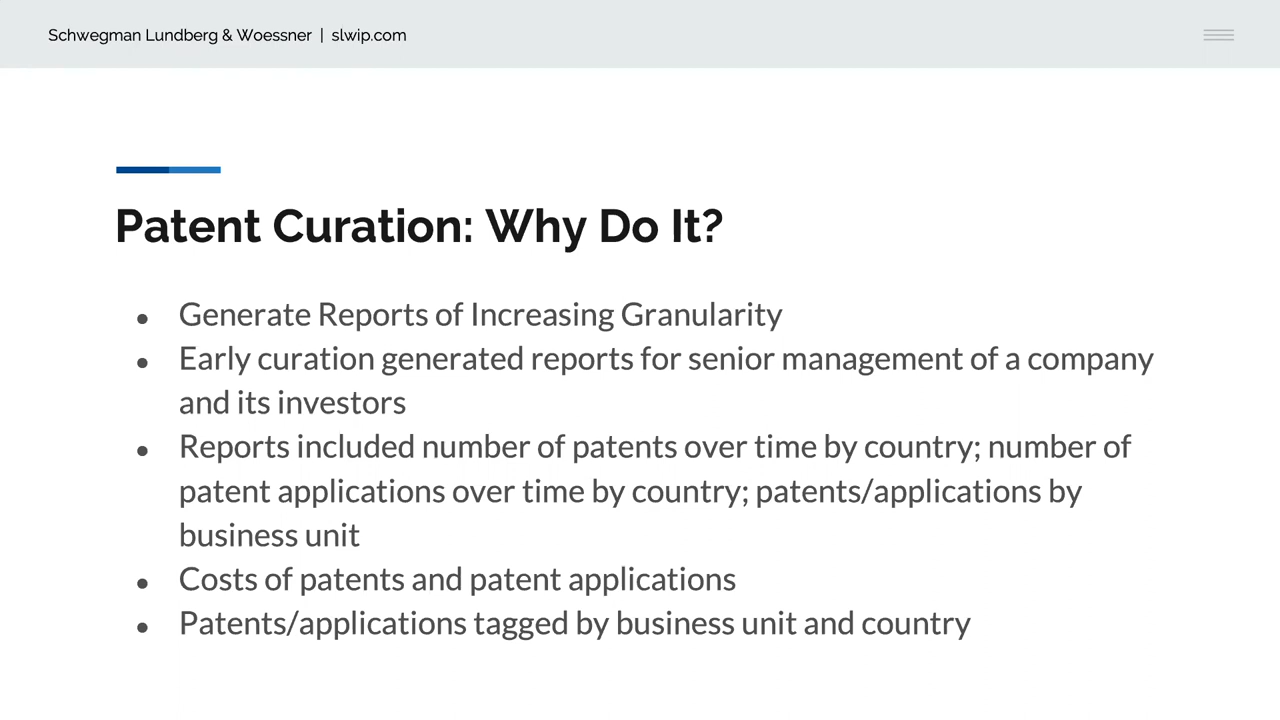 Schwegman Lundberg & Woessner | slwip.com
Patent Curation: Why Do It?
● Generate Reports of Increasing Granularity
● Early curation generated reports for senior management of a company
and its investors
● Reports included number of patents over time by country; number of
patent applications over time by country; patents/applications by
business unit
● Costs of patents and patent applications
● Patents/applications tagged by business unit and country